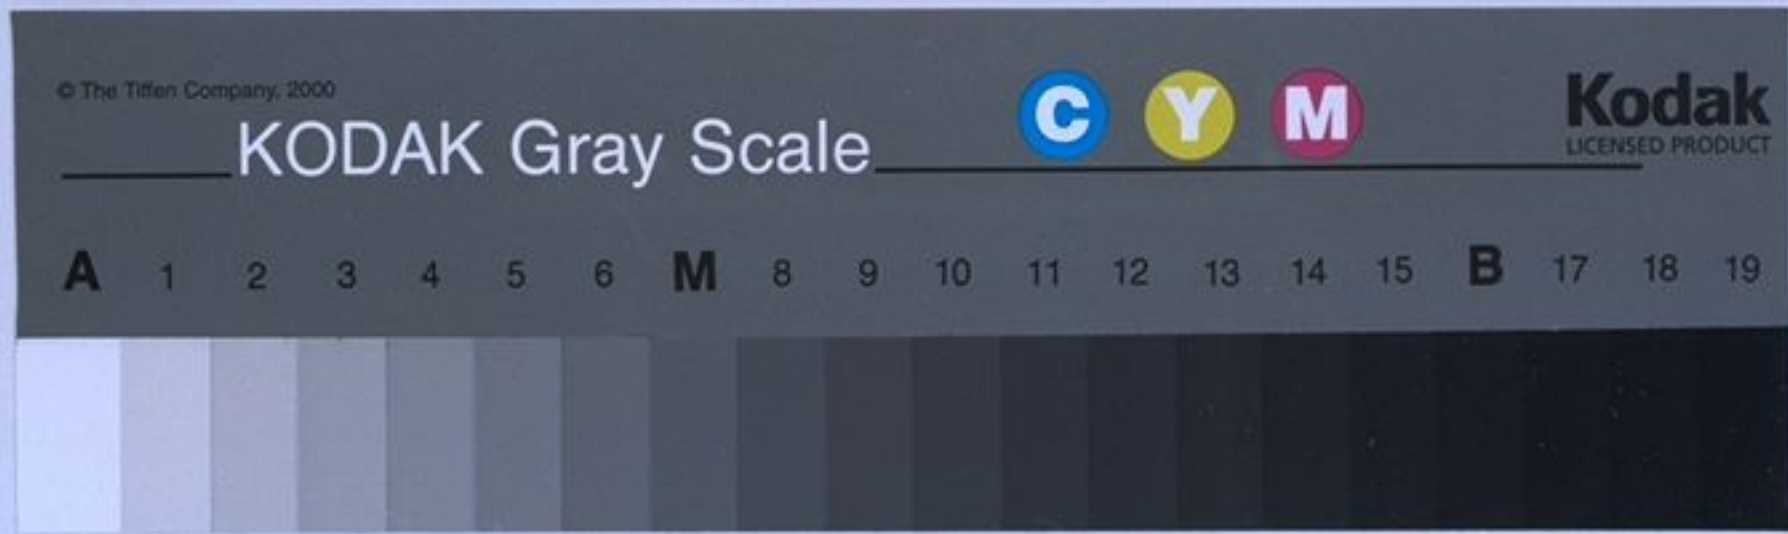 © The Tiffen Company, 2000
KODAK Gray Scale
C Y M
Kodak
LICENSED PRODUCT
A 1 2 3 4 5 6 M 8 9 10 11 12 13 14 15 B 17 18 19